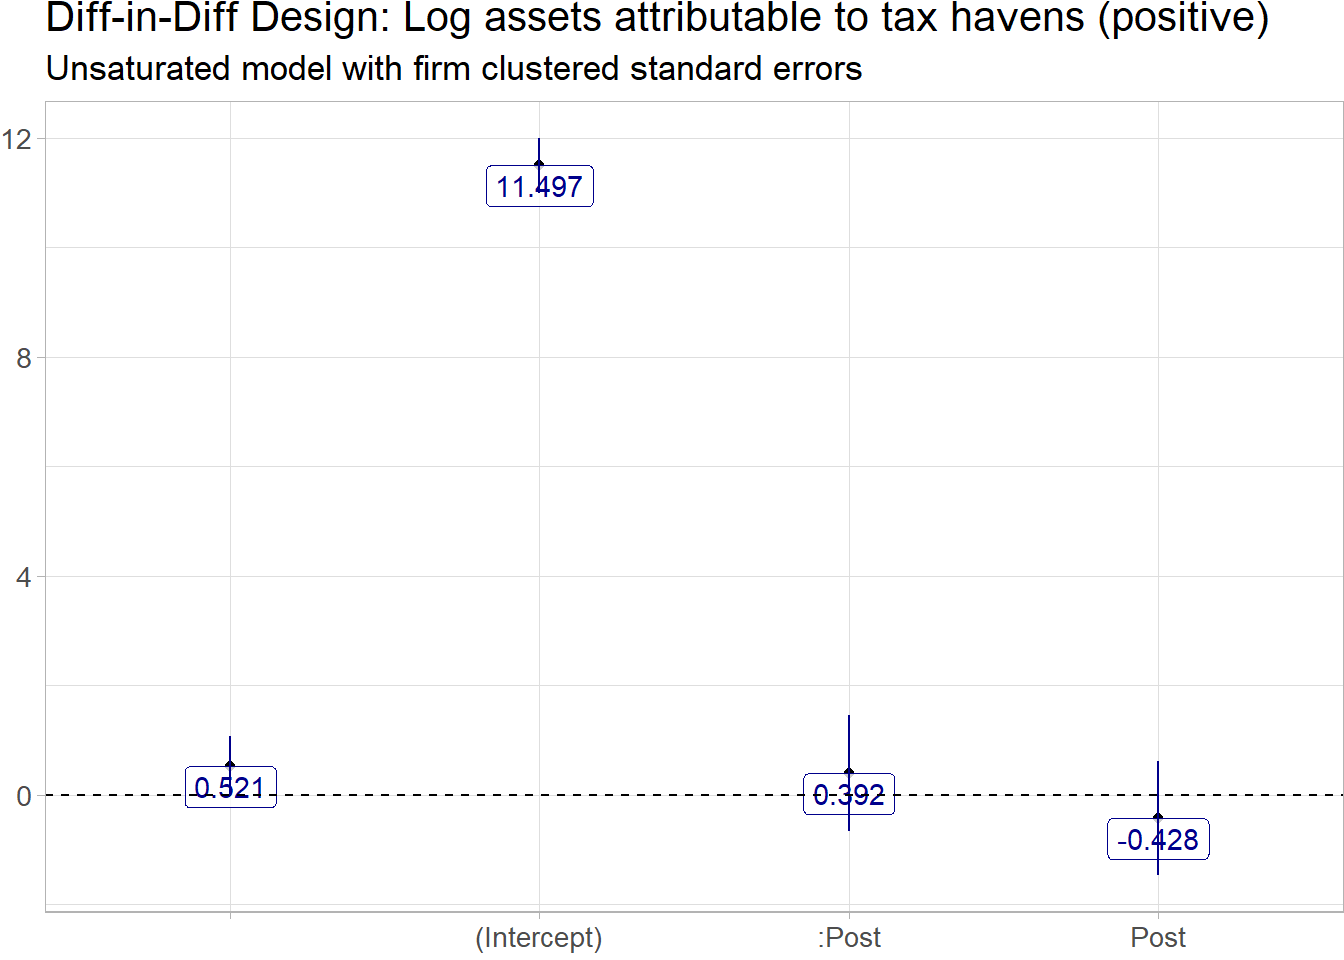 Diff-in-Diff Design: Log assets attributable to tax havens (positive)
Unsaturated model with firm clustered standard errors
12
11.497
8
4
0.521
0.392
0
-0.428
(Intercept)
:Post
Post